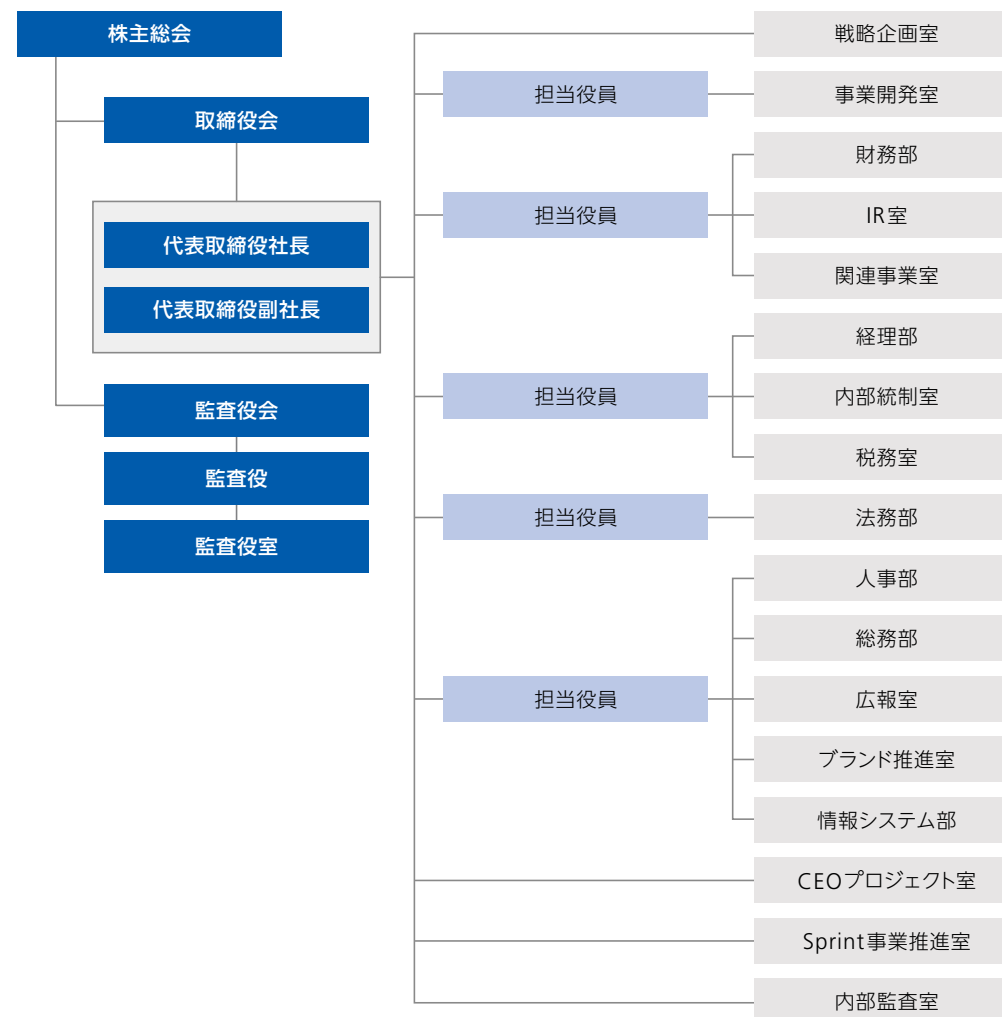 株主総会
取締役会
代表取締役社長
代表取締役副社長
監査役会
監査役
監査役室
戦略企画室
担当役員
事業開発室
担当役員
財務部
IR室
関連事業室
担当役員
経理部
内部統制室
税務室
担当役員
法務部
担当役員
人事部
総務部
広報室
ブランド推進室
情報システム部
CEOプロジェクト室
Sprint事業推進室
内部監査室